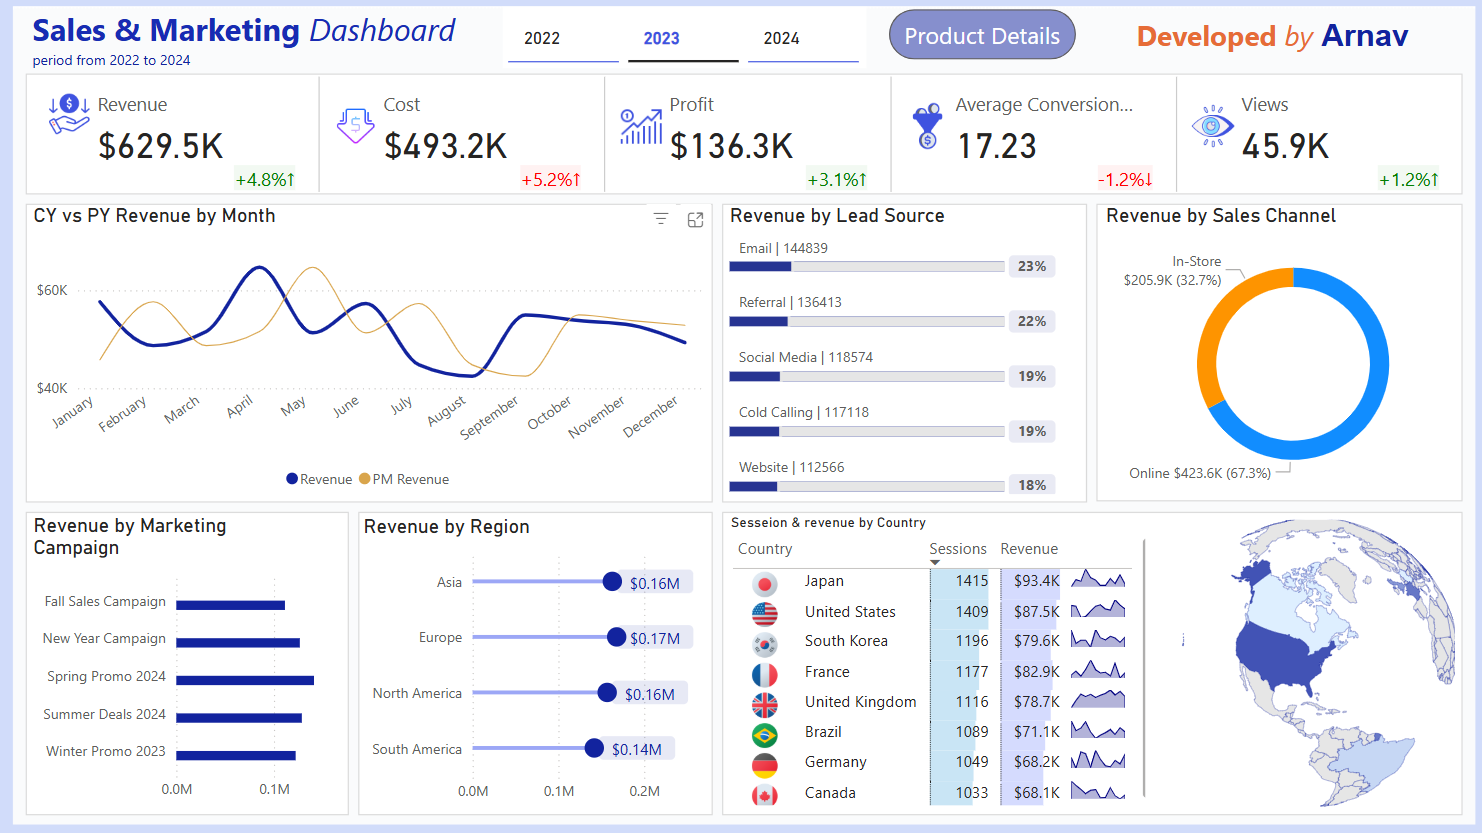 Sales & Marketing Dashboard
period from 2022 to 2024
2022
2023
2024
Product Details
Developed by Arnav
Revenue
$629.5K
+4.8%↑
Cost
$493.2K
+5.2%↑
Profit
$136.3K
+3.1%↑
Average Conversion...
17.23
-1.2%↓
Views
45.9K
+1.2%↑
CY vs PY Revenue by Month
$60K
$40K
January
February
March
April
May
June
July
August
September
October
November
December
Revenue
PM Revenue
Revenue by Lead Source
Email | 144839
23%
Referral | 136413
22%
Social Media | 118574
19%
Cold Calling | 117118
19%
Website | 112566
18%
Revenue by Sales Channel
In-Store
$205.9K (32.7%)
Online $423.6K (67.3%)
Revenue by Marketing
Campaign
Fall Sales Campaign
New Year Campaign
Spring Promo 2024
Summer Deals 2024
Winter Promo 2023
0.0M
0.1M
Revenue by Region
Asia
$0.16M
Europe
$0.17M
North America
$0.16M
South America
$0.14M
0.0M
0.1M
0.2M
Sesseion & revenue by Country
Country Sessions Revenue
Japan 1415 $93.4K
United States 1409 $87.5K
South Korea 1196 $79.6K
France 1177 $82.9K
United Kingdom 1116 $78.7K
Brazil 1089 $71.1K
Germany 1049 $68.2K
Canada 1033 $68.1K